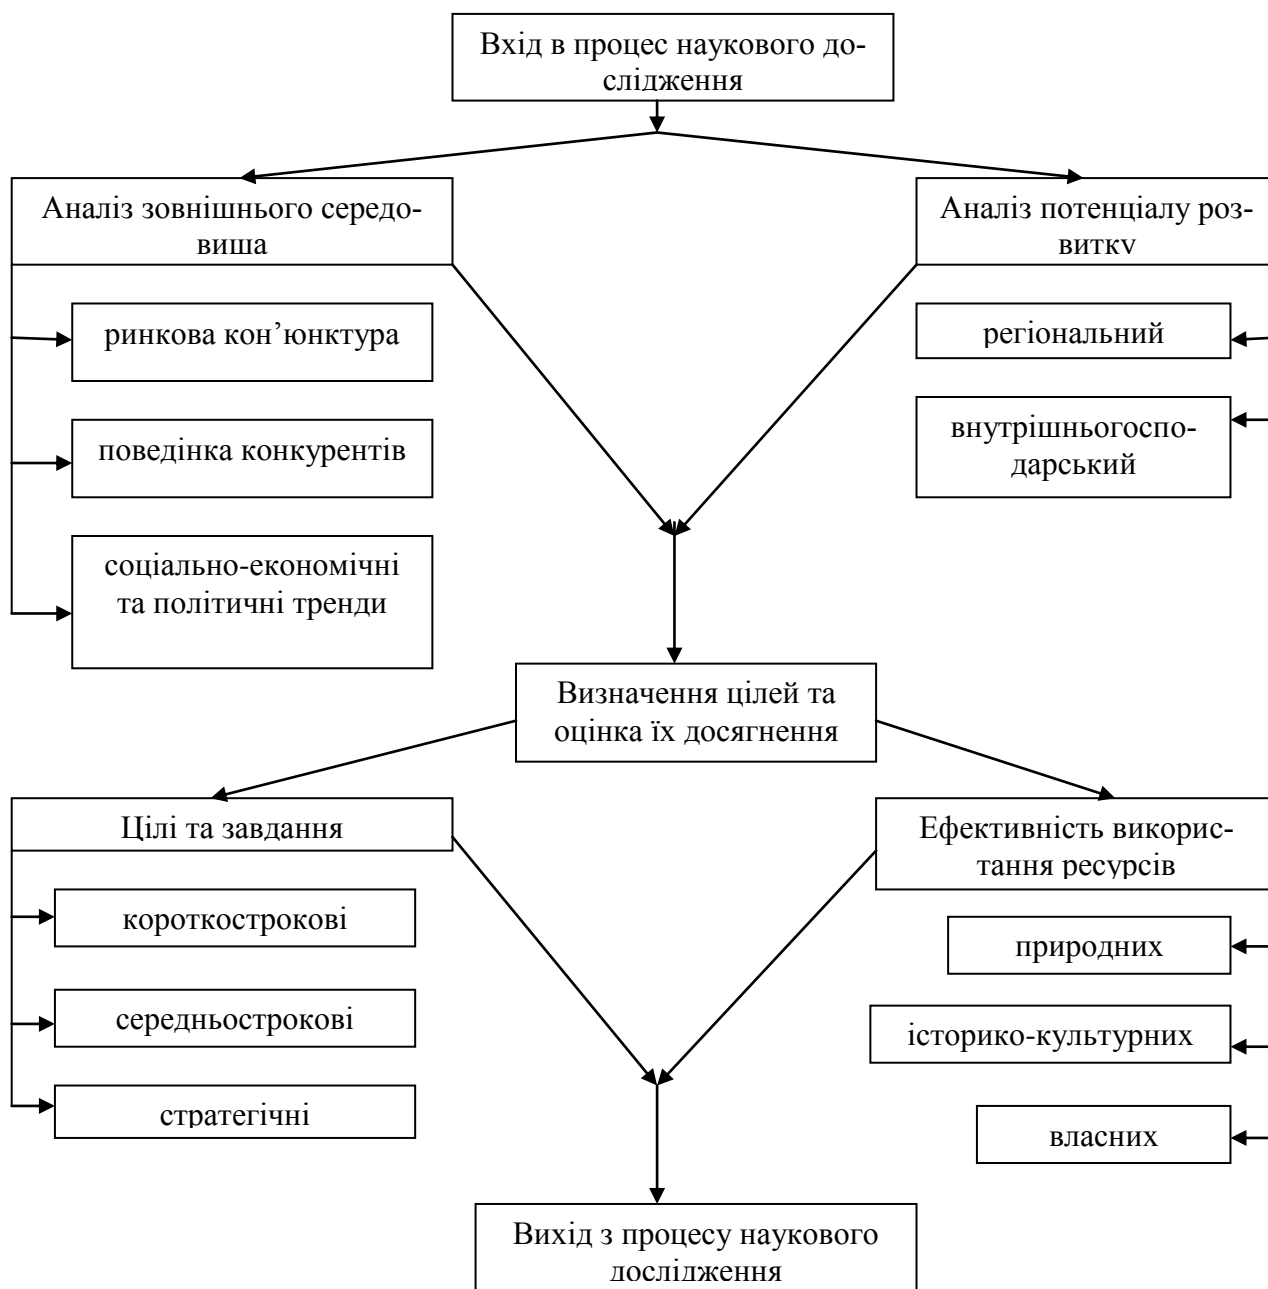 Вхід в процес наукового до-
слідження
Аналіз зовнішнього середо-
вища
Аналіз потенціалу роз-
витку
ринкова кон’юнктура
регіональний
поведінка конкурентів
внутрішньогоспо-
дарський
соціально-економічні
та політичні тренди
Визначення цілей та
оцінка їх досягнення
Цілі та завдання
Ефективність викорис-
тання ресурсів
короткострокові
природних
середньострокові
історико-культурних
стратегічні
власних
Вихід з процесу наукового
дослідження